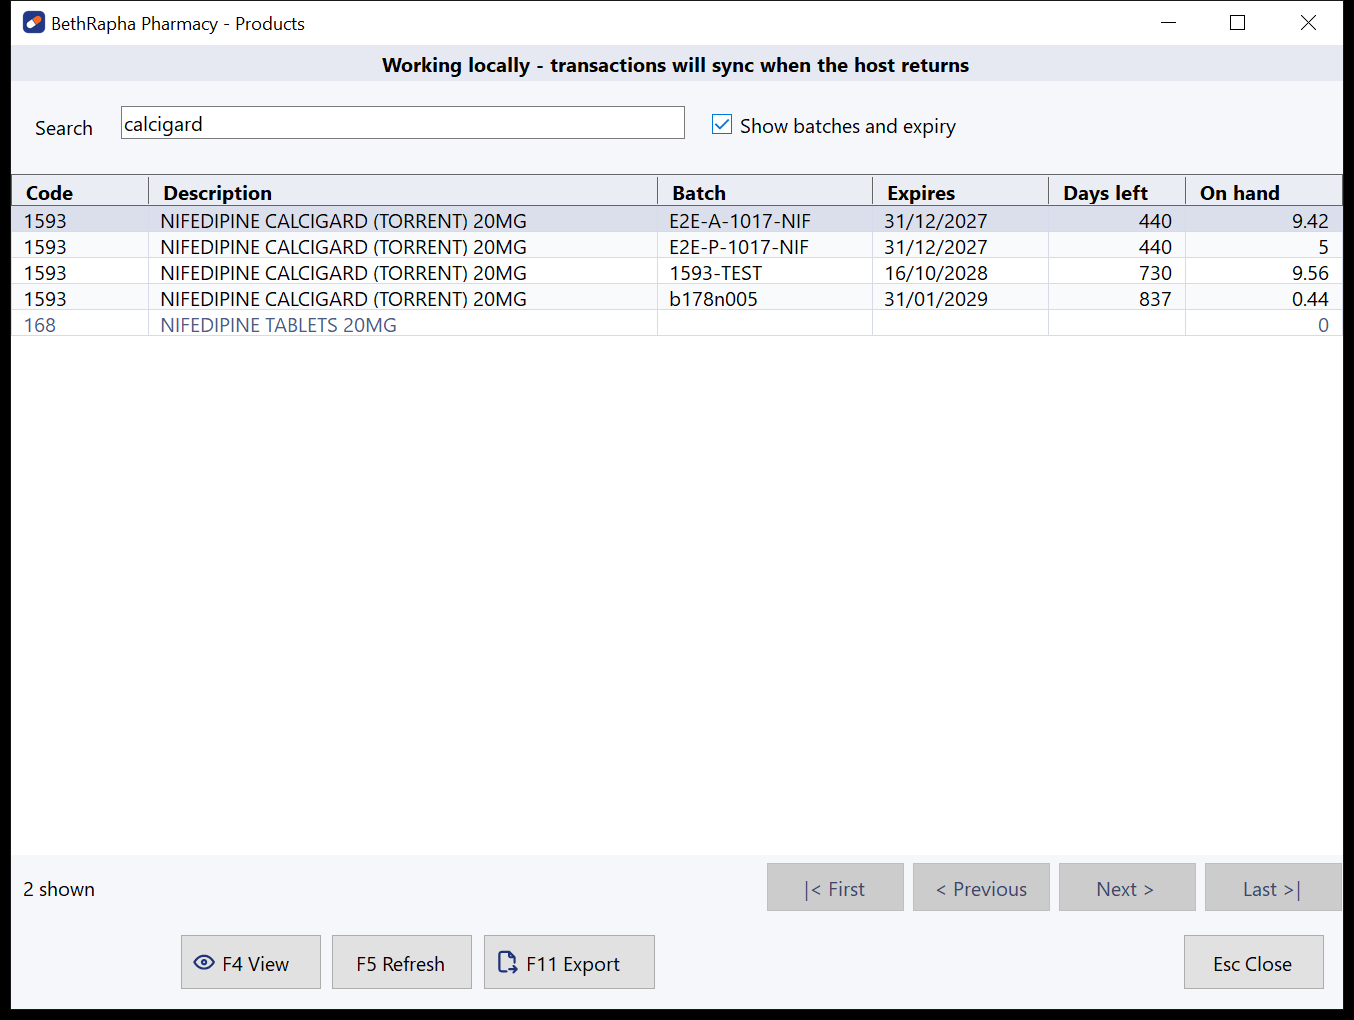 BethRapha Pharmacy - Products
Working locally - transactions will sync when the host returns
Search calcigard Show batches and expiry
Code Description Batch Expires Days left On hand
1593 NIFEDIPINE CALCIGARD (TORRENT) 20MG E2E-A-1017-NIF 31/12/2027 440 9.42
1593 NIFEDIPINE CALCIGARD (TORRENT) 20MG E2E-P-1017-NIF 31/12/2027 440 5
1593 NIFEDIPINE CALCIGARD (TORRENT) 20MG 1593-TEST 16/10/2028 730 9.56
1593 NIFEDIPINE CALCIGARD (TORRENT) 20MG b178n005 31/01/2029 837 0.44
168 NIFEDIPINE TABLETS 20MG 0
2 shown |< First < Previous Next > Last >|
F4 View F5 Refresh F11 Export Esc Close